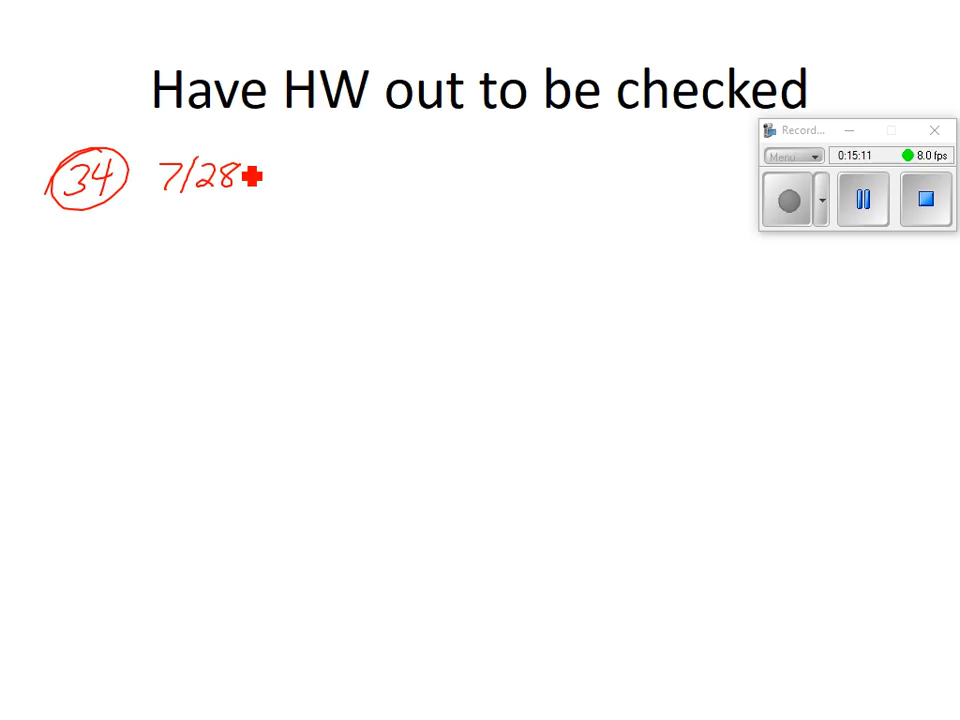 Have HW out to be checked
Record...
Menu
0:15:11
8.0 fps
34 7/28